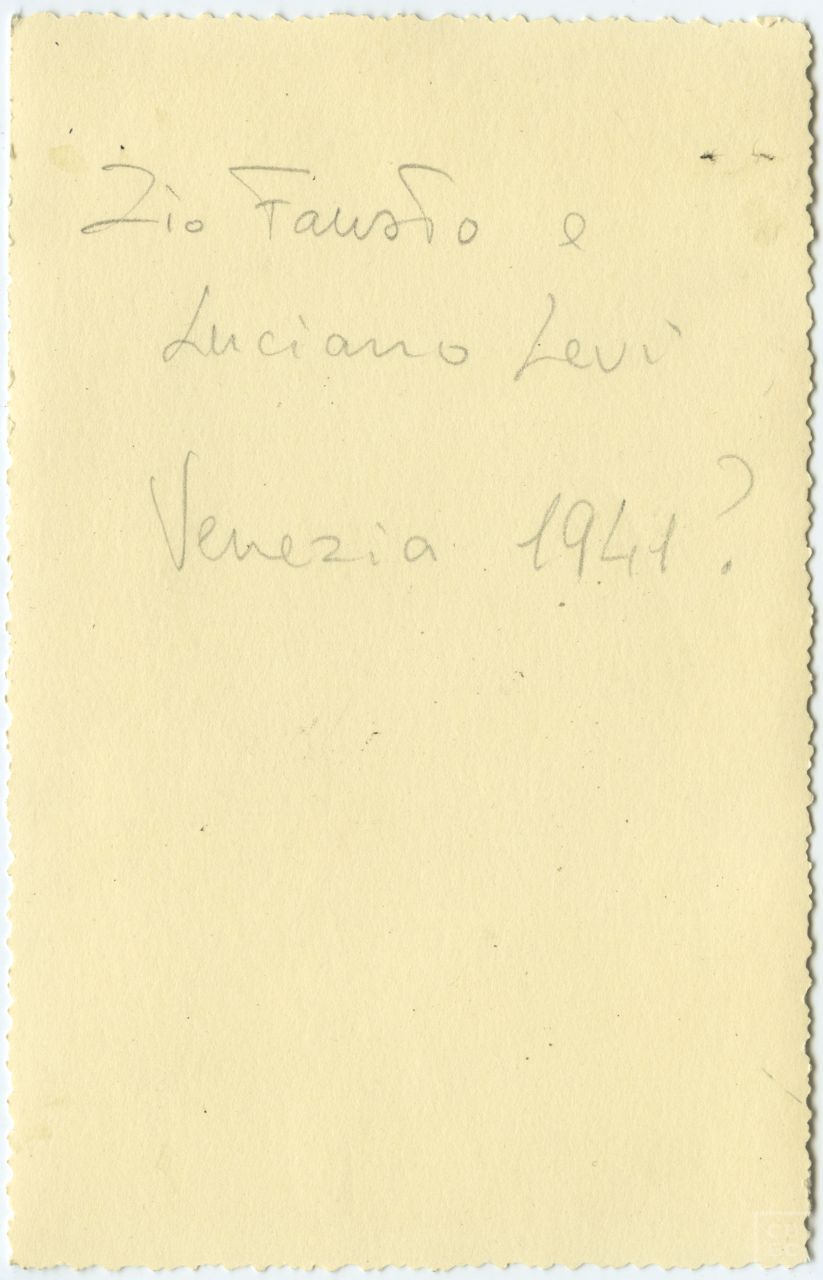 Zio Fausto e
Luciano Levi
Venezia 1941?